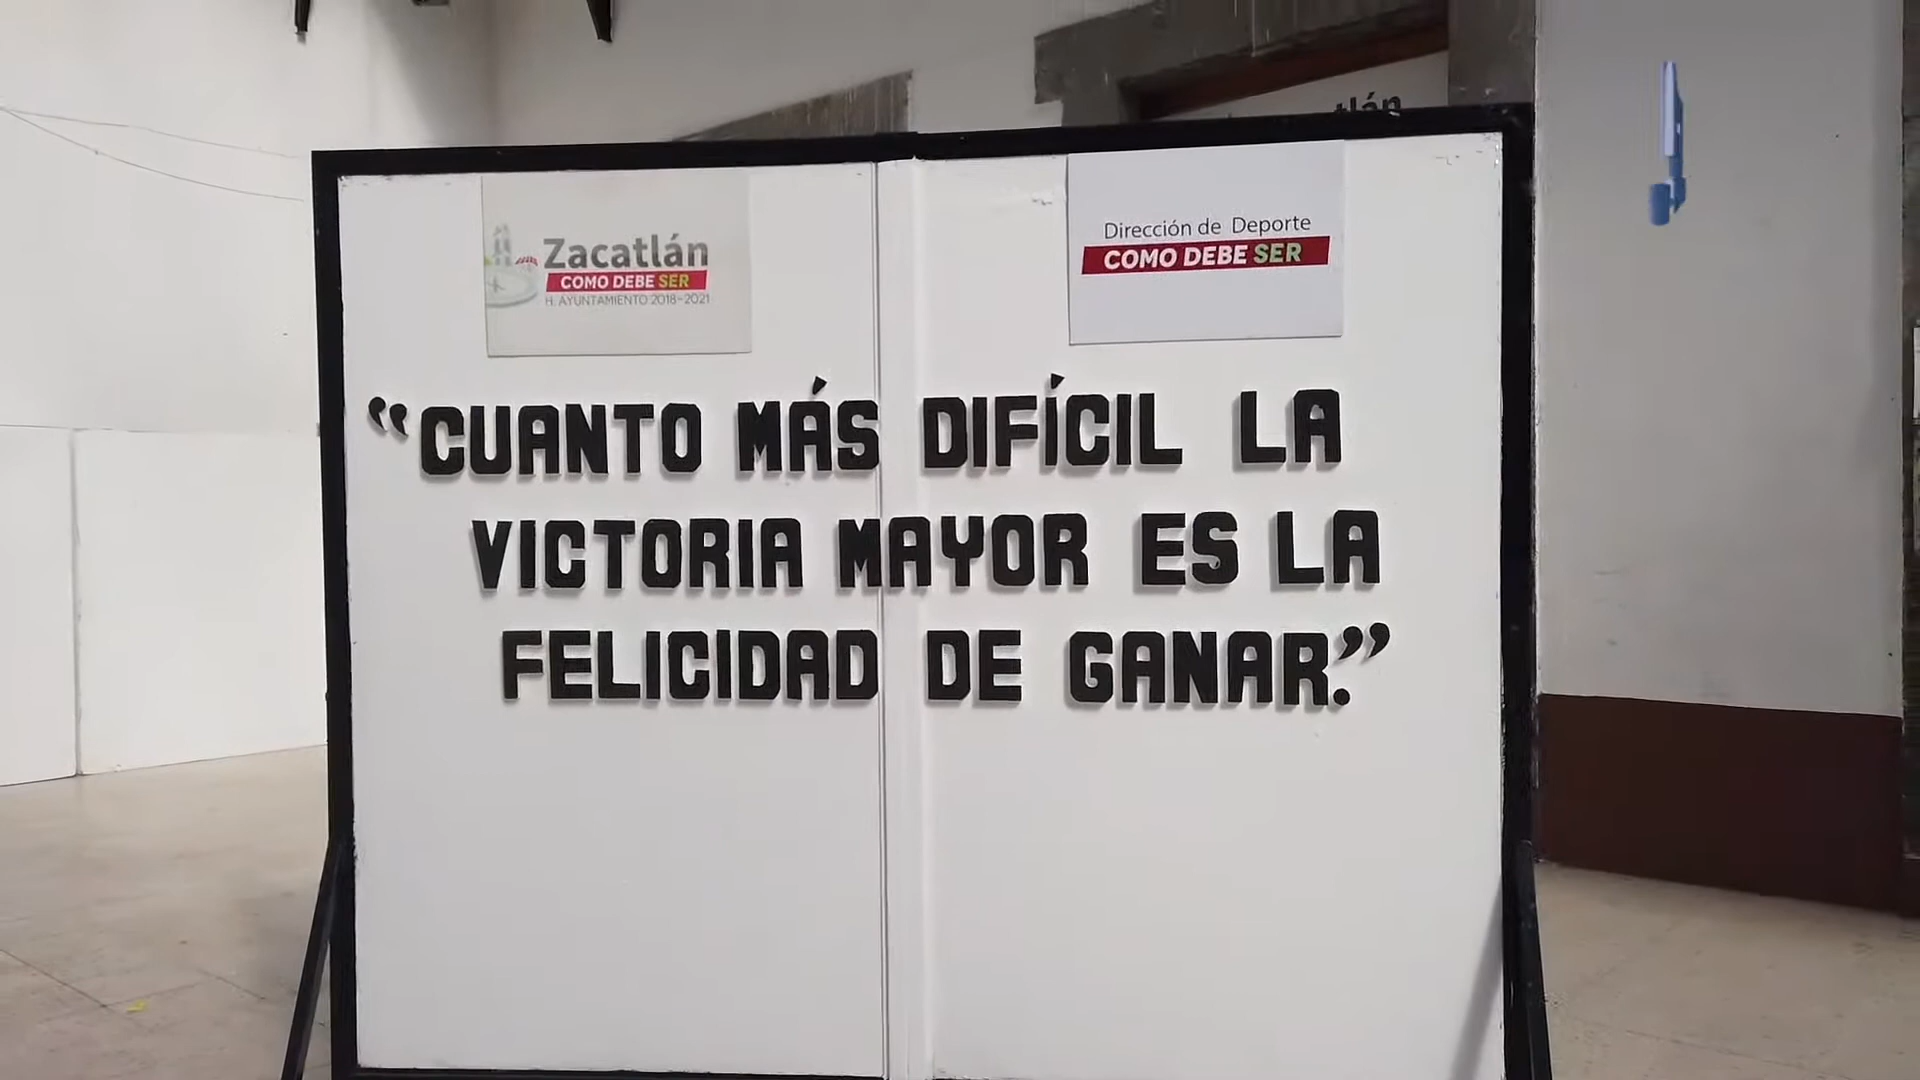 tlán
Zacatlán
COMO DEBE SER
H. AYUNTAMIENTO 2018-2021
Dirección de Deporte
COMO DEBE SER
“CUANTO MÁS DIFÍCIL LA
VICTORIA MAYOR ES LA
FELICIDAD DE GANAR.”